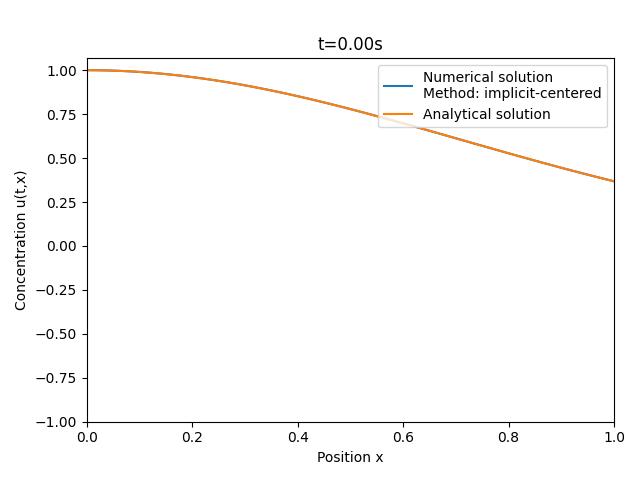 t=0.00s
Numerical solution
Method: implicit-centered
Analytical solution
Concentration u(t,x)
1.00
0.75
0.50
0.25
0.00
−0.25
−0.50
−0.75
−1.00
0.0 0.2 0.4 0.6 0.8 1.0
Position x